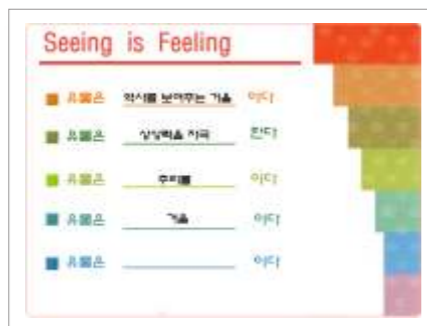 Seeing is Feeling
유물은 역사를 보여주는 거울 이다
유물은 상상력을 자극 한다
유물은 이다
유물은 거울 이다
유물은 이다